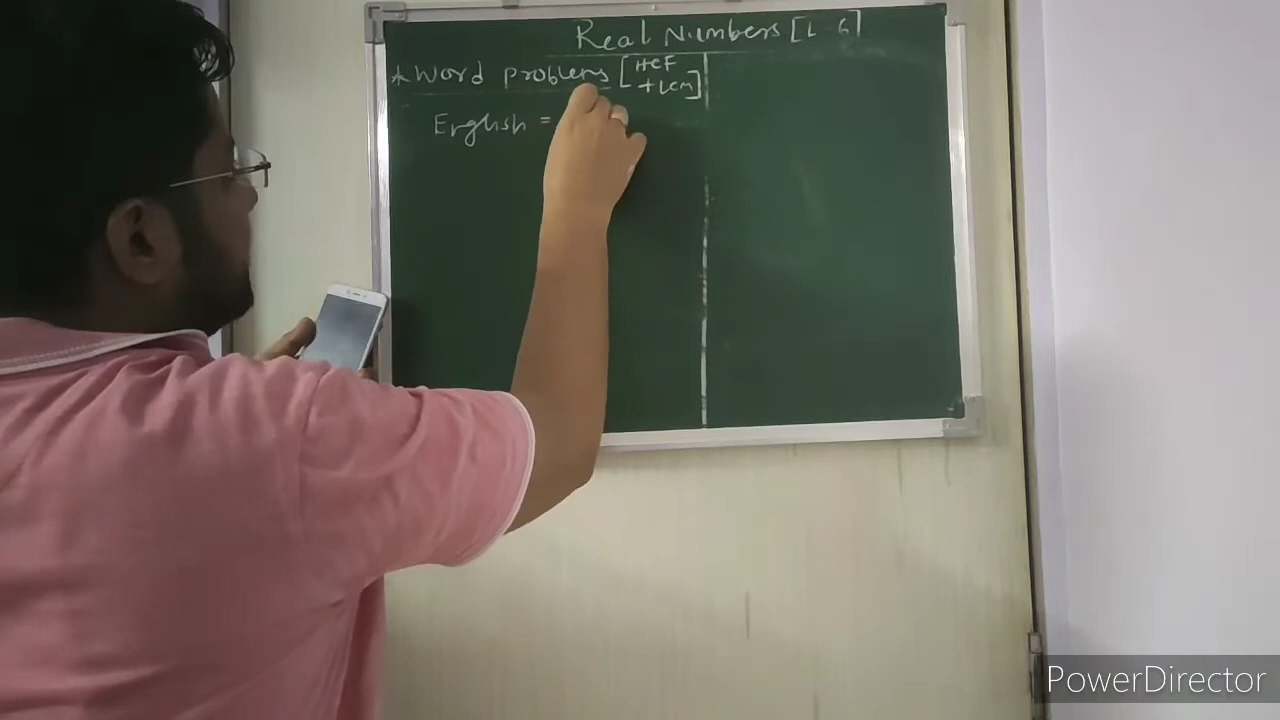 Real Numbers [L 6]
* Word Problems [HCF
+ LCM]
English =
PowerDirector